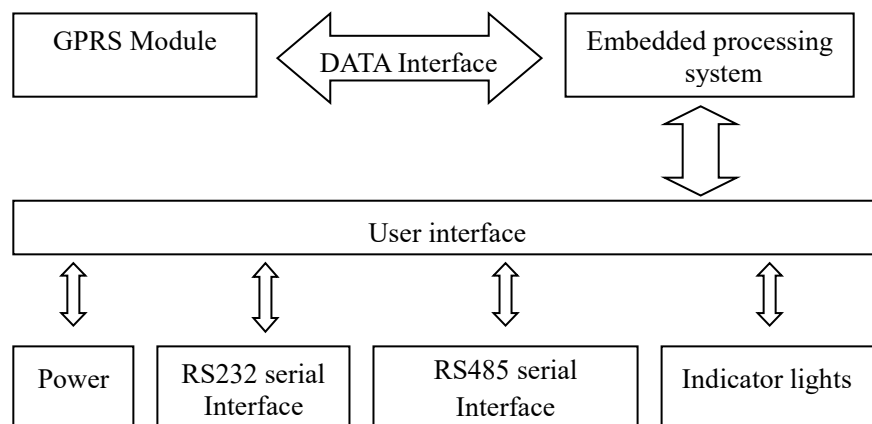 GPRS Module
DATA Interface
Embedded processing
system
User interface
Power
RS232 serial
Interface
RS485 serial
Interface
Indicator lights